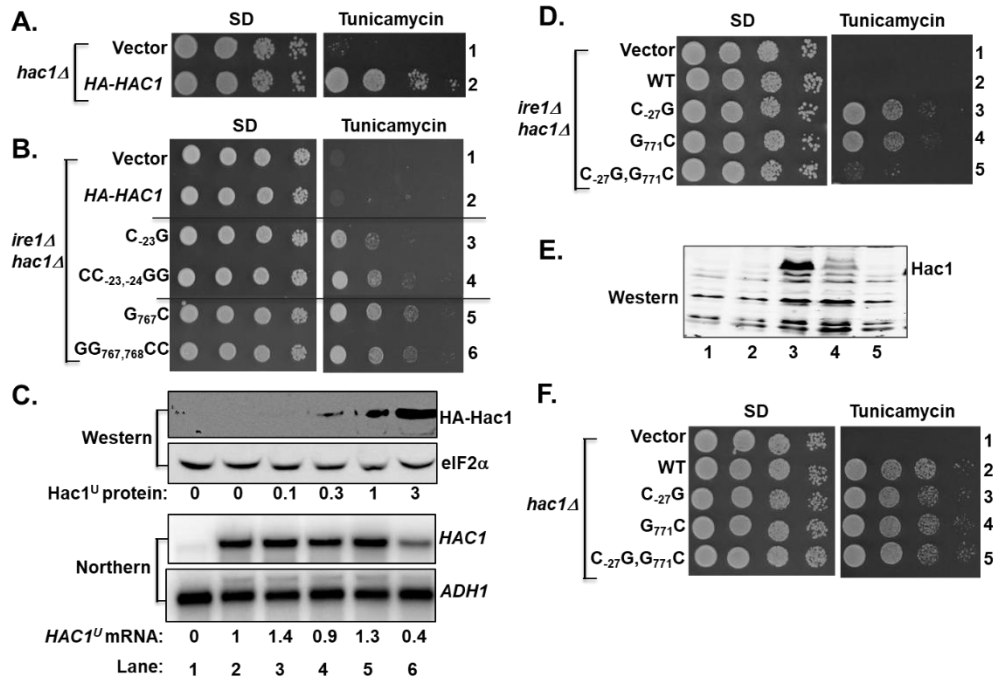 A.
SD Tunicamycin
hac1Δ
Vector 1
HA-HAC1 2
B.
SD Tunicamycin
ire1Δ
hac1Δ
Vector 1
HA-HAC1 2
C-23G 3
CC-23,-24GG 4
G767C 5
GG767,768CC 6
C.
Western
HA-Hac1
eIF2α
Hac1U protein: 0 0 0.1 0.3 1 3
Northern
HAC1
ADH1
HAC1U mRNA: 0 1 1.4 0.9 1.3 0.4
Lane: 1 2 3 4 5 6
D.
SD Tunicamycin
ire1Δ
hac1Δ
Vector 1
WT 2
C-27G 3
G771C 4
C-27G,G771C 5
E.
Western
Hac1
1 2 3 4 5
F.
SD Tunicamycin
hac1Δ
Vector 1
WT 2
C-27G 3
G771C 4
C-27G,G771C 5